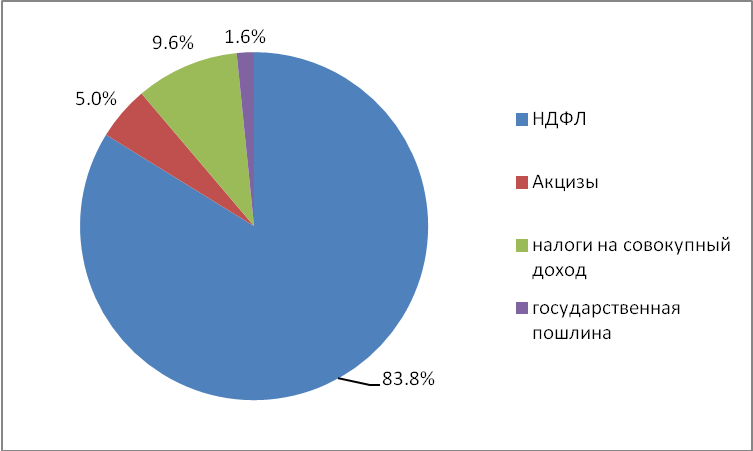 9.6%
1.6%
5.0%
НДФЛ
Акцизы
налоги на совокупный
доход
государственная
пошлина
83.8%